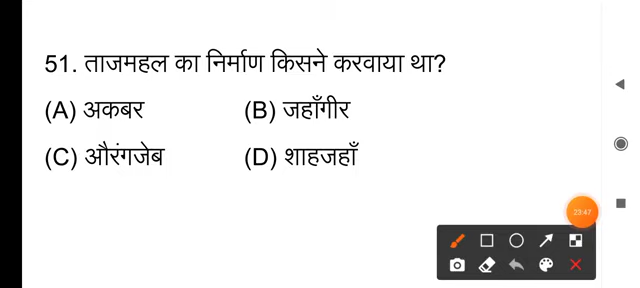 51. ताजमहल का निर्माण किसने करवाया था?
(A) अकबर (B) जहाँगीर
(C) औरंगजेब (D) शाहजहाँ
23:47